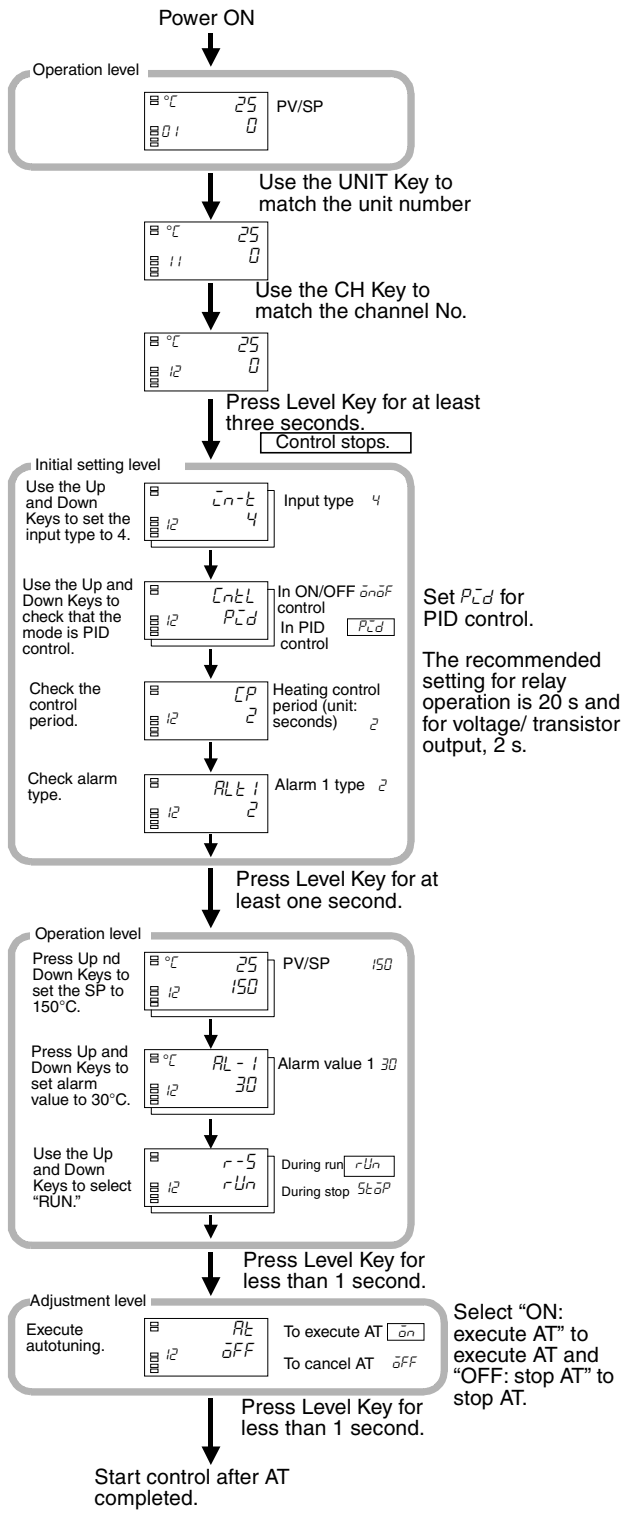 Power ON
Operation level
°C 25 PV/SP
01 0
Use the UNIT Key to
match the unit number
°C 25
11 0
Use the CH Key to
match the channel No.
°C 25
12 0
Press Level Key for at least
three seconds.
Control stops.
Initial setting level
Use the Up
and Down
Keys to set the
input type to 4.
in-t
12 4
Input type 4
Use the Up and
Down Keys to
check that the
mode is PID
control.
CntL
12 Pid
In ON/OFF onoF
control
In PID Pid
control
Set Pid for
PID control.
The recommended
setting for relay
operation is 20 s and
for voltage/ transistor
output, 2 s.
Check the
control
period.
CP
12 2
Heating control
period (unit:
seconds) 2
Check alarm
type.
ALt1
12 2
Alarm 1 type 2
Press Level Key for at
least one second.
Operation level
Press Up nd
Down Keys to
set the SP to
150°C.
°C 25
12 150
PV/SP 150
Press Up and
Down Keys to
set alarm
value to 30°C.
°C AL-1
12 30
Alarm value 1 30
Use the Up
and Down
Keys to select
“RUN.”
r-S
12 rUn
During run rUn
During stop StoP
Press Level Key for
less than 1 second.
Adjustment level
Execute
autotuning.
At
12 oFF
To execute AT on
To cancel AT oFF
Select “ON:
execute AT” to
execute AT and
“OFF: stop AT” to
stop AT.
Press Level Key for
less than 1 second.
Start control after AT
completed.